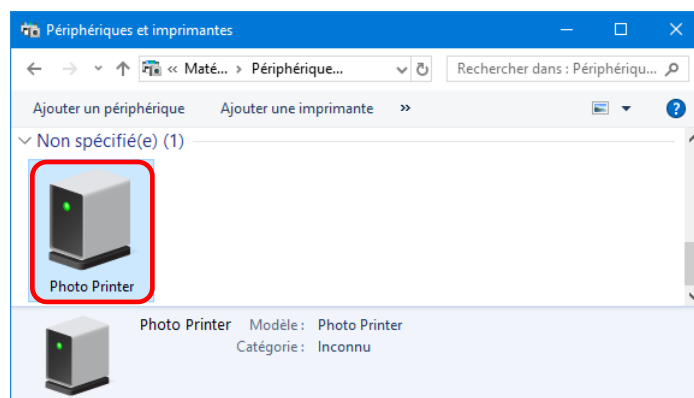 Périphériques et imprimantes
« Maté... › Périphérique...
Rechercher dans : Périphériqu...
Ajouter un périphérique Ajouter une imprimante »
Non spécifié(e) (1)
Photo Printer
Photo Printer Modèle : Photo Printer
Catégorie : Inconnu